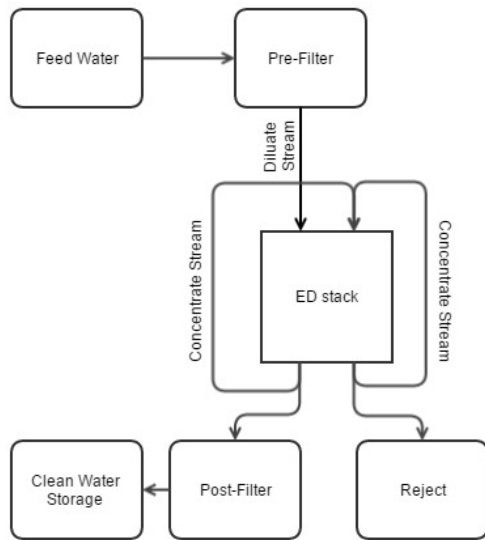 Feed Water
Pre-Filter
Diluate
Stream
Concentrate Stream
ED stack
Concentrate Stream
Clean Water
Storage
Post-Filter
Reject